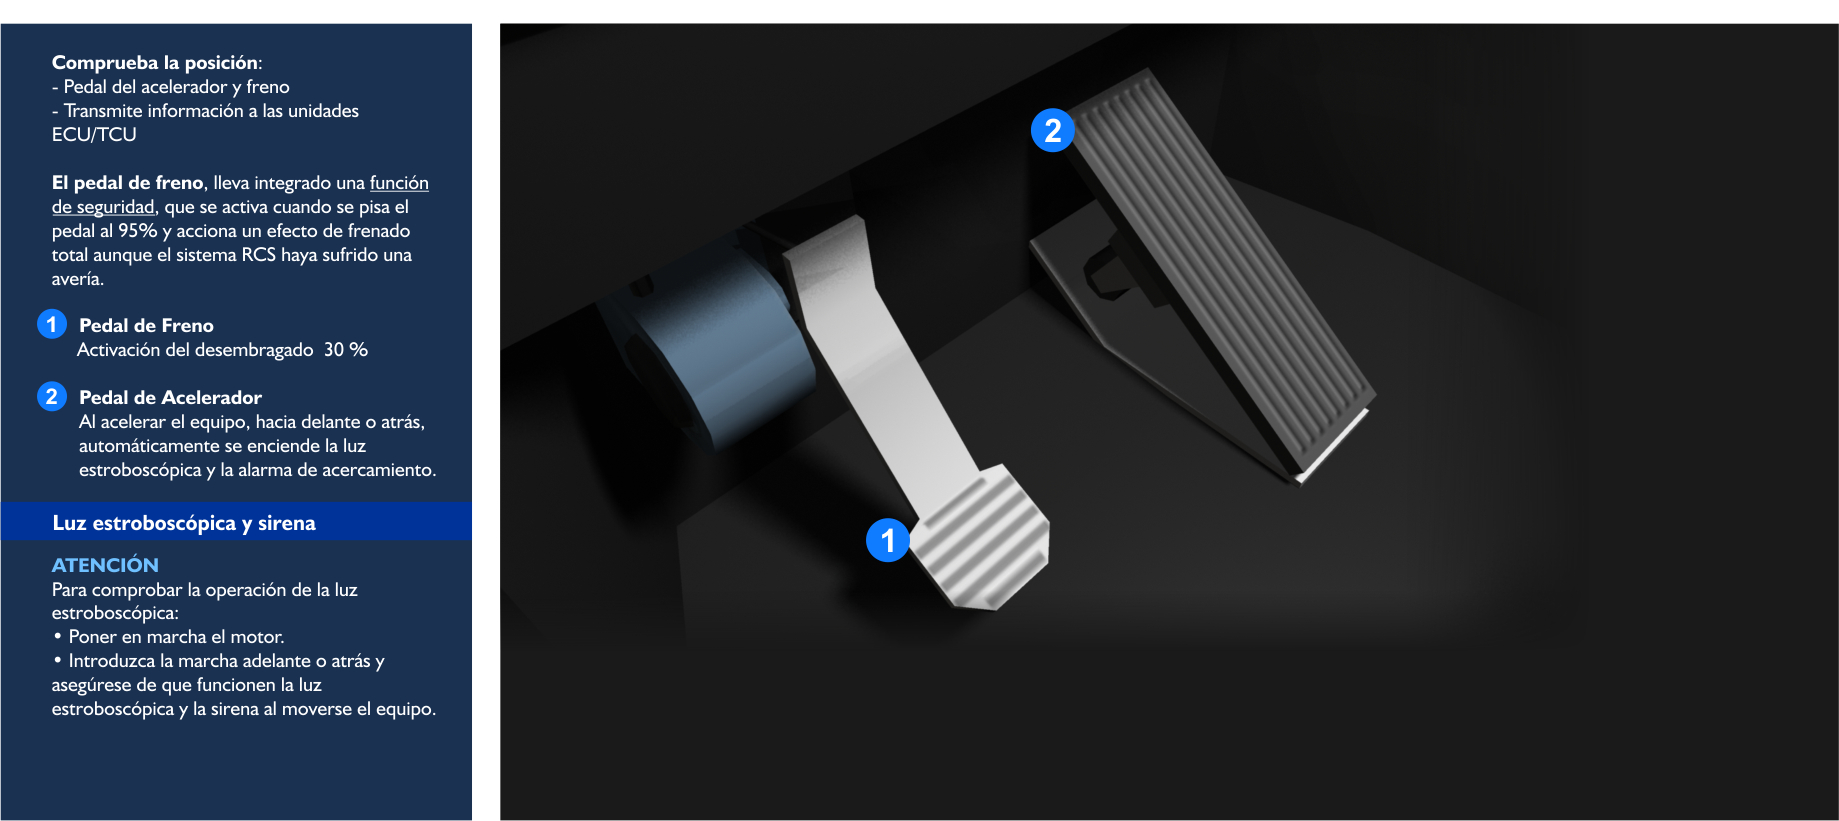 Comprueba la posición:
- Pedal del acelerador y freno
- Transmite información a las unidades
ECU/TCU
El pedal de freno, lleva integrado una función
de seguridad, que se activa cuando se pisa el
pedal al 95% y acciona un efecto de frenado
total aunque el sistema RCS haya sufrido una
avería.
1 Pedal de Freno
Activación del desembragado 30 %
2 Pedal de Acelerador
Al acelerar el equipo, hacia delante o atrás,
automáticamente se enciende la luz
estroboscópica y la alarma de acercamiento.
Luz estroboscópica y sirena
ATENCIÓN
Para comprobar la operación de la luz
estroboscópica:
• Poner en marcha el motor.
• Introduzca la marcha adelante o atrás y
asegúrese de que funcionen la luz
estroboscópica y la sirena al moverse el equipo.
2
1